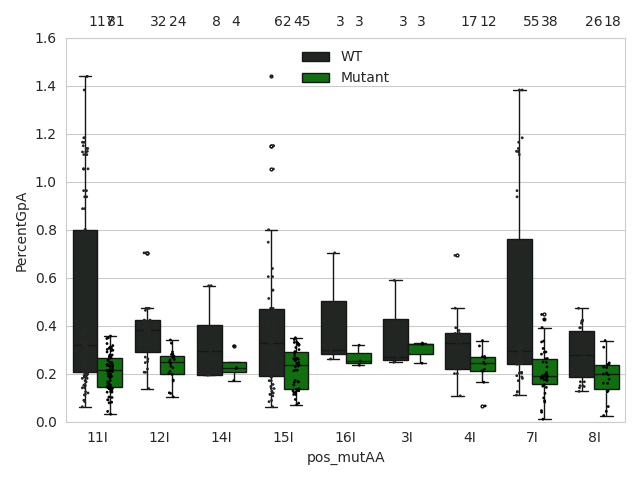 117 81 32 24 8 4 62 45 3 3 3 3 17 12 55 38 26 18
1.6
WT
Mutant
1.4
1.2
1.0
0.8
0.6
0.4
0.2
0.0
PercentGpA
11I 12I 14I 15I 16I 3I 4I 7I 8I
pos_mutAA